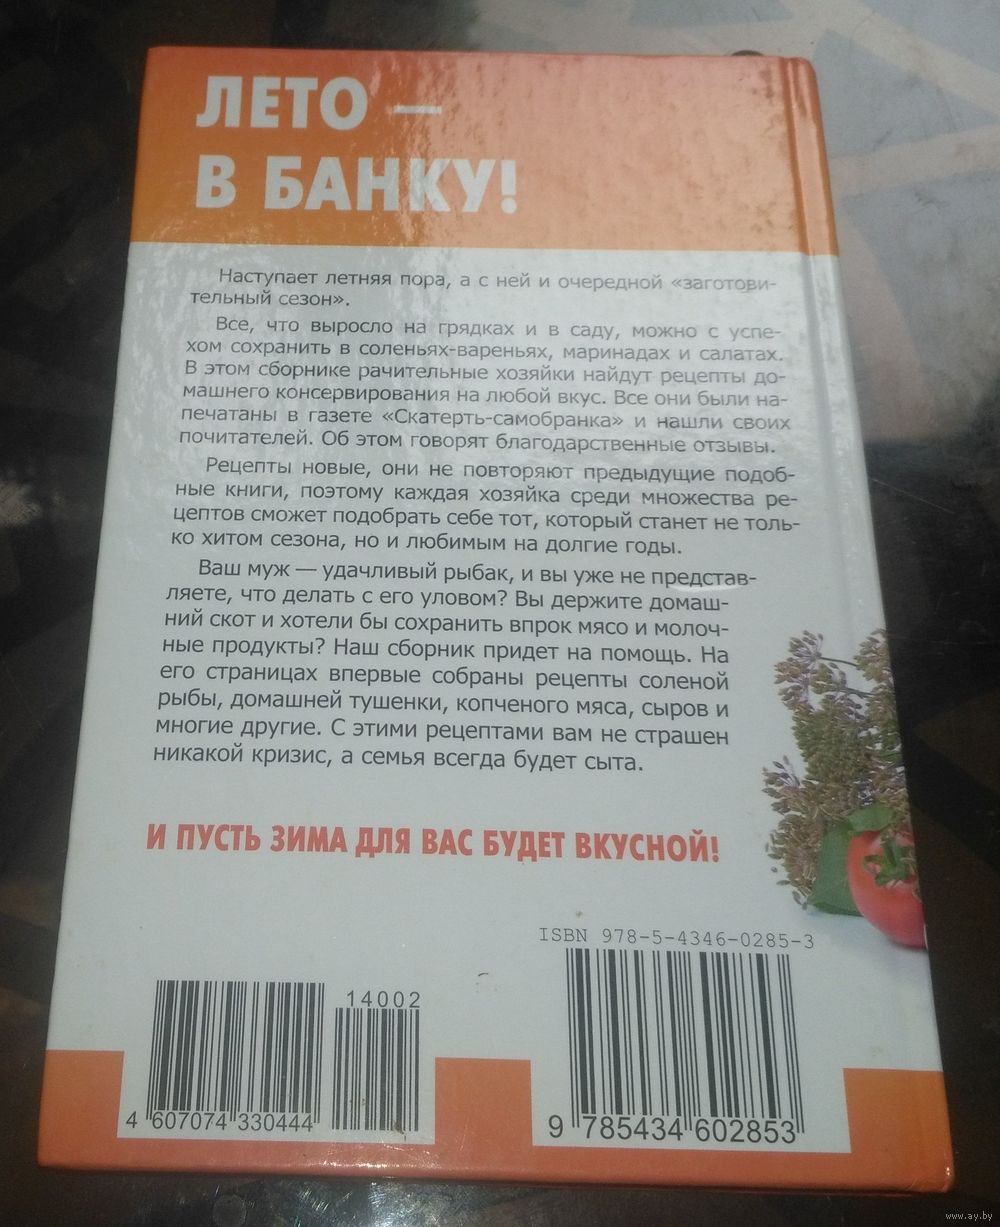 ЛЕТО —
В БАНКУ!
Наступает летняя пора, а с ней и очередной «заготови-
тельный сезон».
Все, что выросло на грядках и в саду, можно с успе-
хом сохранить в соленьях-вареньях, маринадах и салатах.
В этом сборнике рачительные хозяйки найдут рецепты до-
машнего консервирования на любой вкус. Все они были на-
печатаны в газете «Скатерть-самобранка» и нашли своих
почитателей. Об этом говорят благодарственные отзывы.
Рецепты новые, они не повторяют предыдущие подоб-
ные книги, поэтому каждая хозяйка среди множества ре-
цептов сможет подобрать себе тот, который станет не толь-
ко хитом сезона, но и любимым на долгие годы.
Ваш муж — удачливый рыбак, и вы уже не представ-
ляете, что делать с его уловом? Вы держите домаш-
ний скот и хотели бы сохранить впрок мясо и молоч-
ные продукты? Наш сборник придет на помощь. На
его страницах впервые собраны рецепты соленой
рыбы, домашней тушенки, копченого мяса, сыров и
многие другие. С этими рецептами вам не страшен
никакой кризис, а семья всегда будет сыта.
И ПУСТЬ ЗИМА ДЛЯ ВАС БУДЕТ ВКУСНОЙ!
ISBN 978-5-4346-0285-3
14002
4 607074 330444
9 785434 602853
www.ay.by